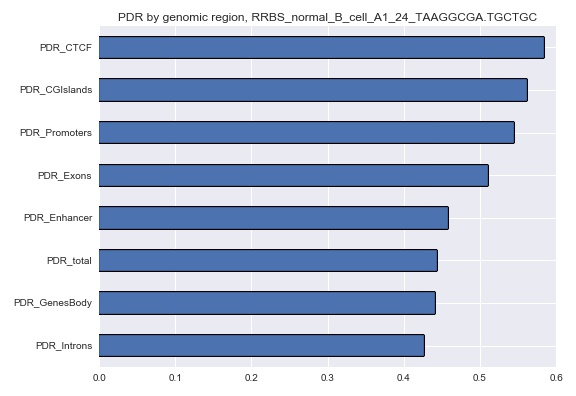 PDR by genomic region, RRBS_normal_B_cell_A1_24_TAAGGCGA.TGCTGC
PDR_CTCF
PDR_CGIslands
PDR_Promoters
PDR_Exons
PDR_Enhancer
PDR_total
PDR_GenesBody
PDR_Introns
0.0 0.1 0.2 0.3 0.4 0.5 0.6